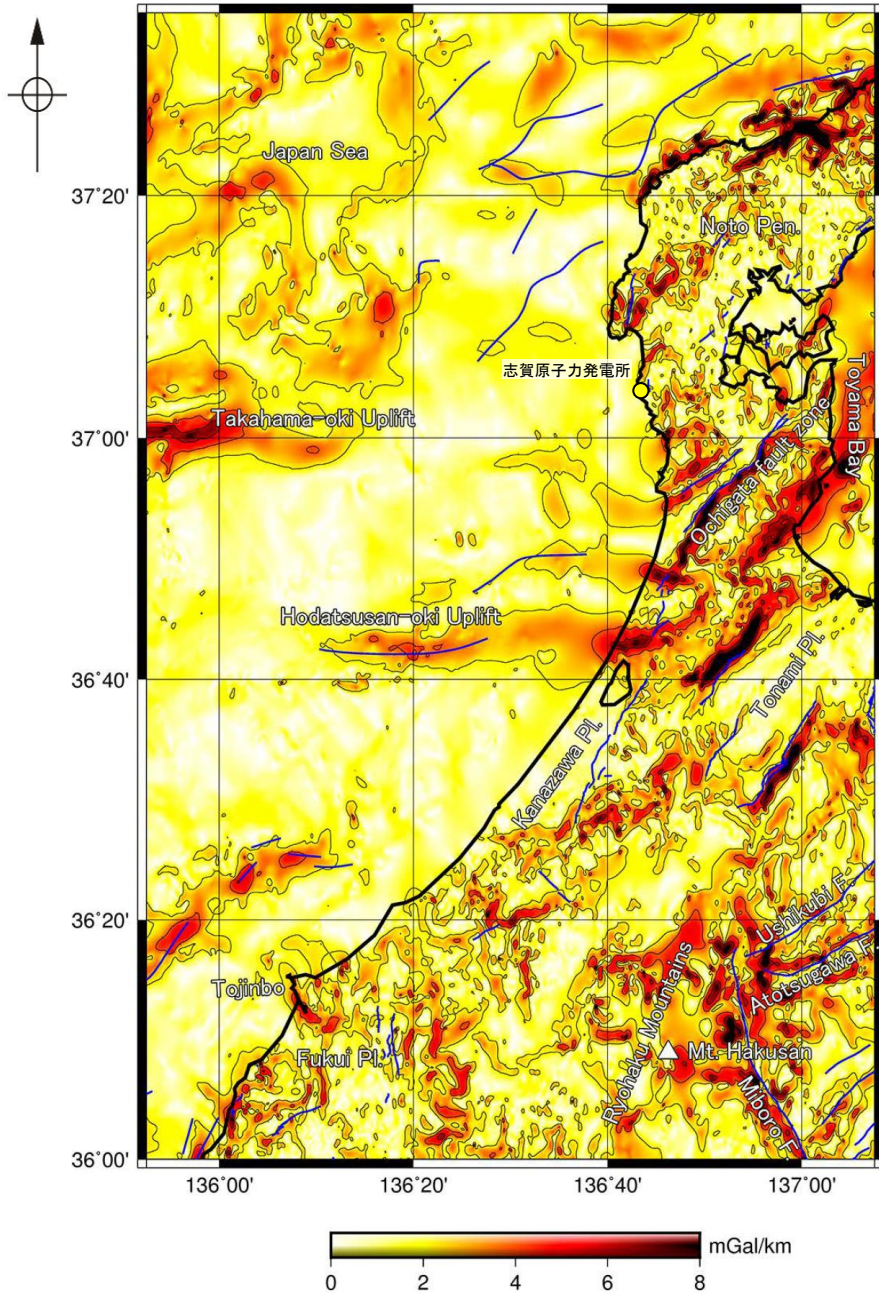 Japan Sea
37°20'
Noto Pen.
志賀原子力発電所
Toyama Bay
Takahama-oki Uplift
37°00'
Ochigata fault zone
Hodatsusan-oki Uplift
36°40'
Tonami Pl.
Kanazawa Pl.
Ushikubi F.
36°20'
Atotsugawa F.
Tojinbo
Ryohaku Mountains
Mt. Hakusan
Fukui Pl.
Miboro F.
36°00'
136°00' 136°20' 136°40' 137°00'
mGal/km
0 2 4 6 8